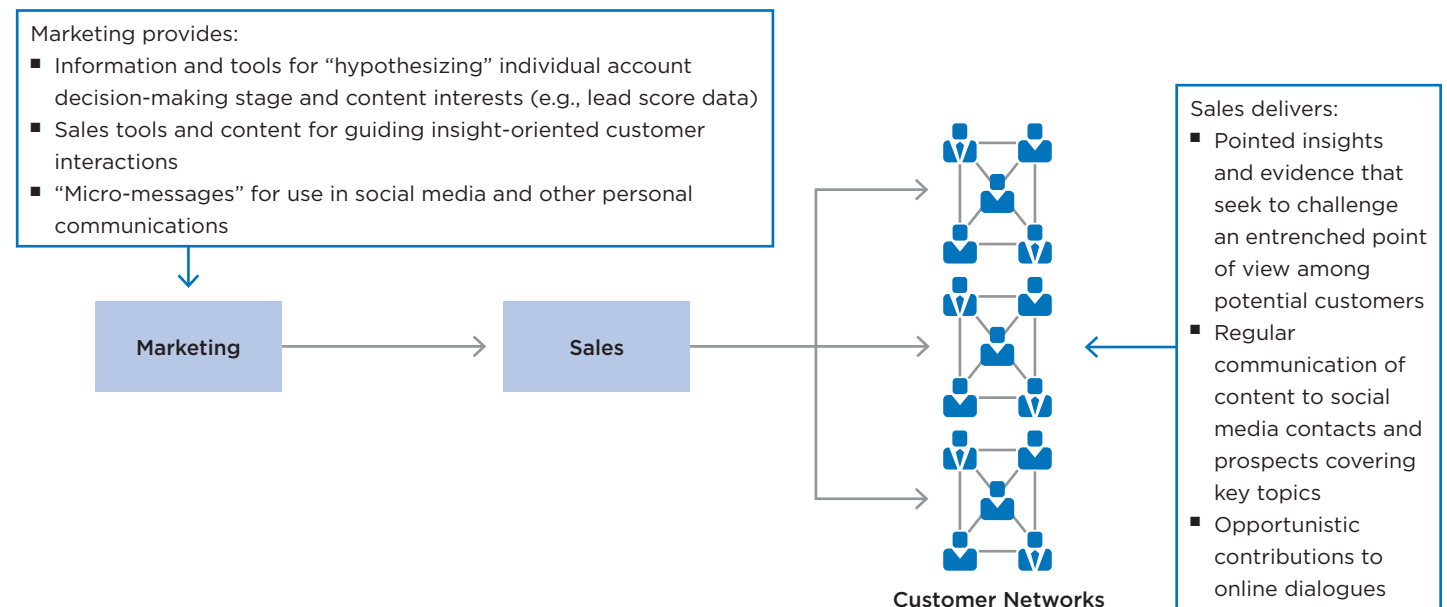 Marketing provides:
■ Information and tools for “hypothesizing” individual account
decision-making stage and content interests (e.g., lead score data)
■ Sales tools and content for guiding insight-oriented customer
interactions
■ “Micro-messages” for use in social media and other personal
communications
Marketing
Sales
Customer Networks
Sales delivers:
■ Pointed insights
and evidence that
seek to challenge
an entrenched point
of view among
potential customers
■ Regular
communication of
content to social
media contacts and
prospects covering
key topics
■ Opportunistic
contributions to
online dialogues